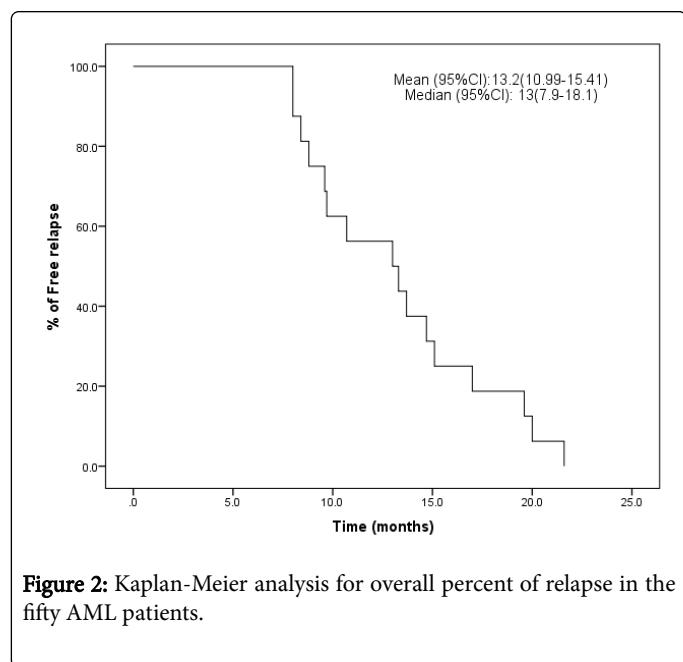 Mean (95%CI):13.2(10.99-15.41)
Median (95%CI): 13(7.9-18.1)
100.0
80.0
60.0
40.0
20.0
0.0
% of Free relapse
.0 5.0 10.0 15.0 20.0 25.0
Time (months)
Figure 2: Kaplan-Meier analysis for overall percent of relapse in the
fifty AML patients.